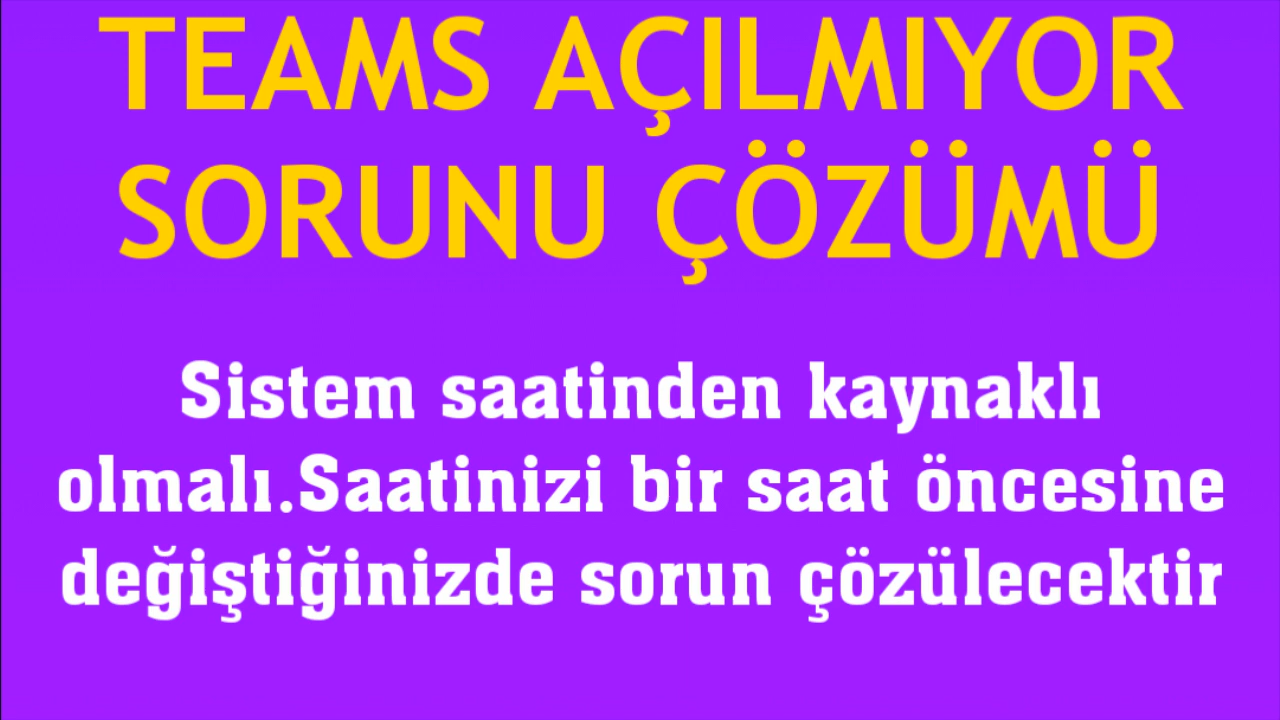 TEAMS AÇILMIYOR
SORUNU ÇÖZÜMÜ
Sistem saatinden kaynaklı
olmalı.Saatinizi bir saat öncesine
değiştiğinizde sorun çözülecektir